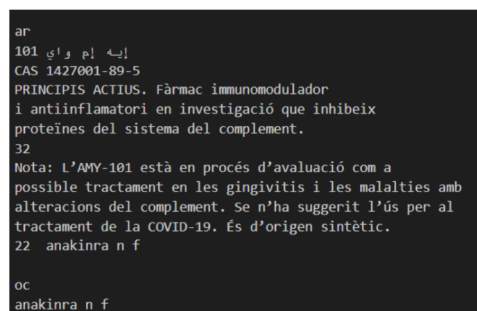 ar
101 إيه إم واي
CAS 1427001-89-5
PRINCIPIS ACTIUS. Fàrmac immunomodulador
i antiinflamatori en investigació que inhibeix
proteïnes del sistema del complement.
32
Nota: L’AMY-101 està en procés d’avaluació com a
possible tractament en les gingivitis i les malalties amb
alteracions del complement. Se n’ha suggerit l’ús per al
tractament de la COVID-19. És d’origen sintètic.
22  anakinra n f
oc
anakinra n f